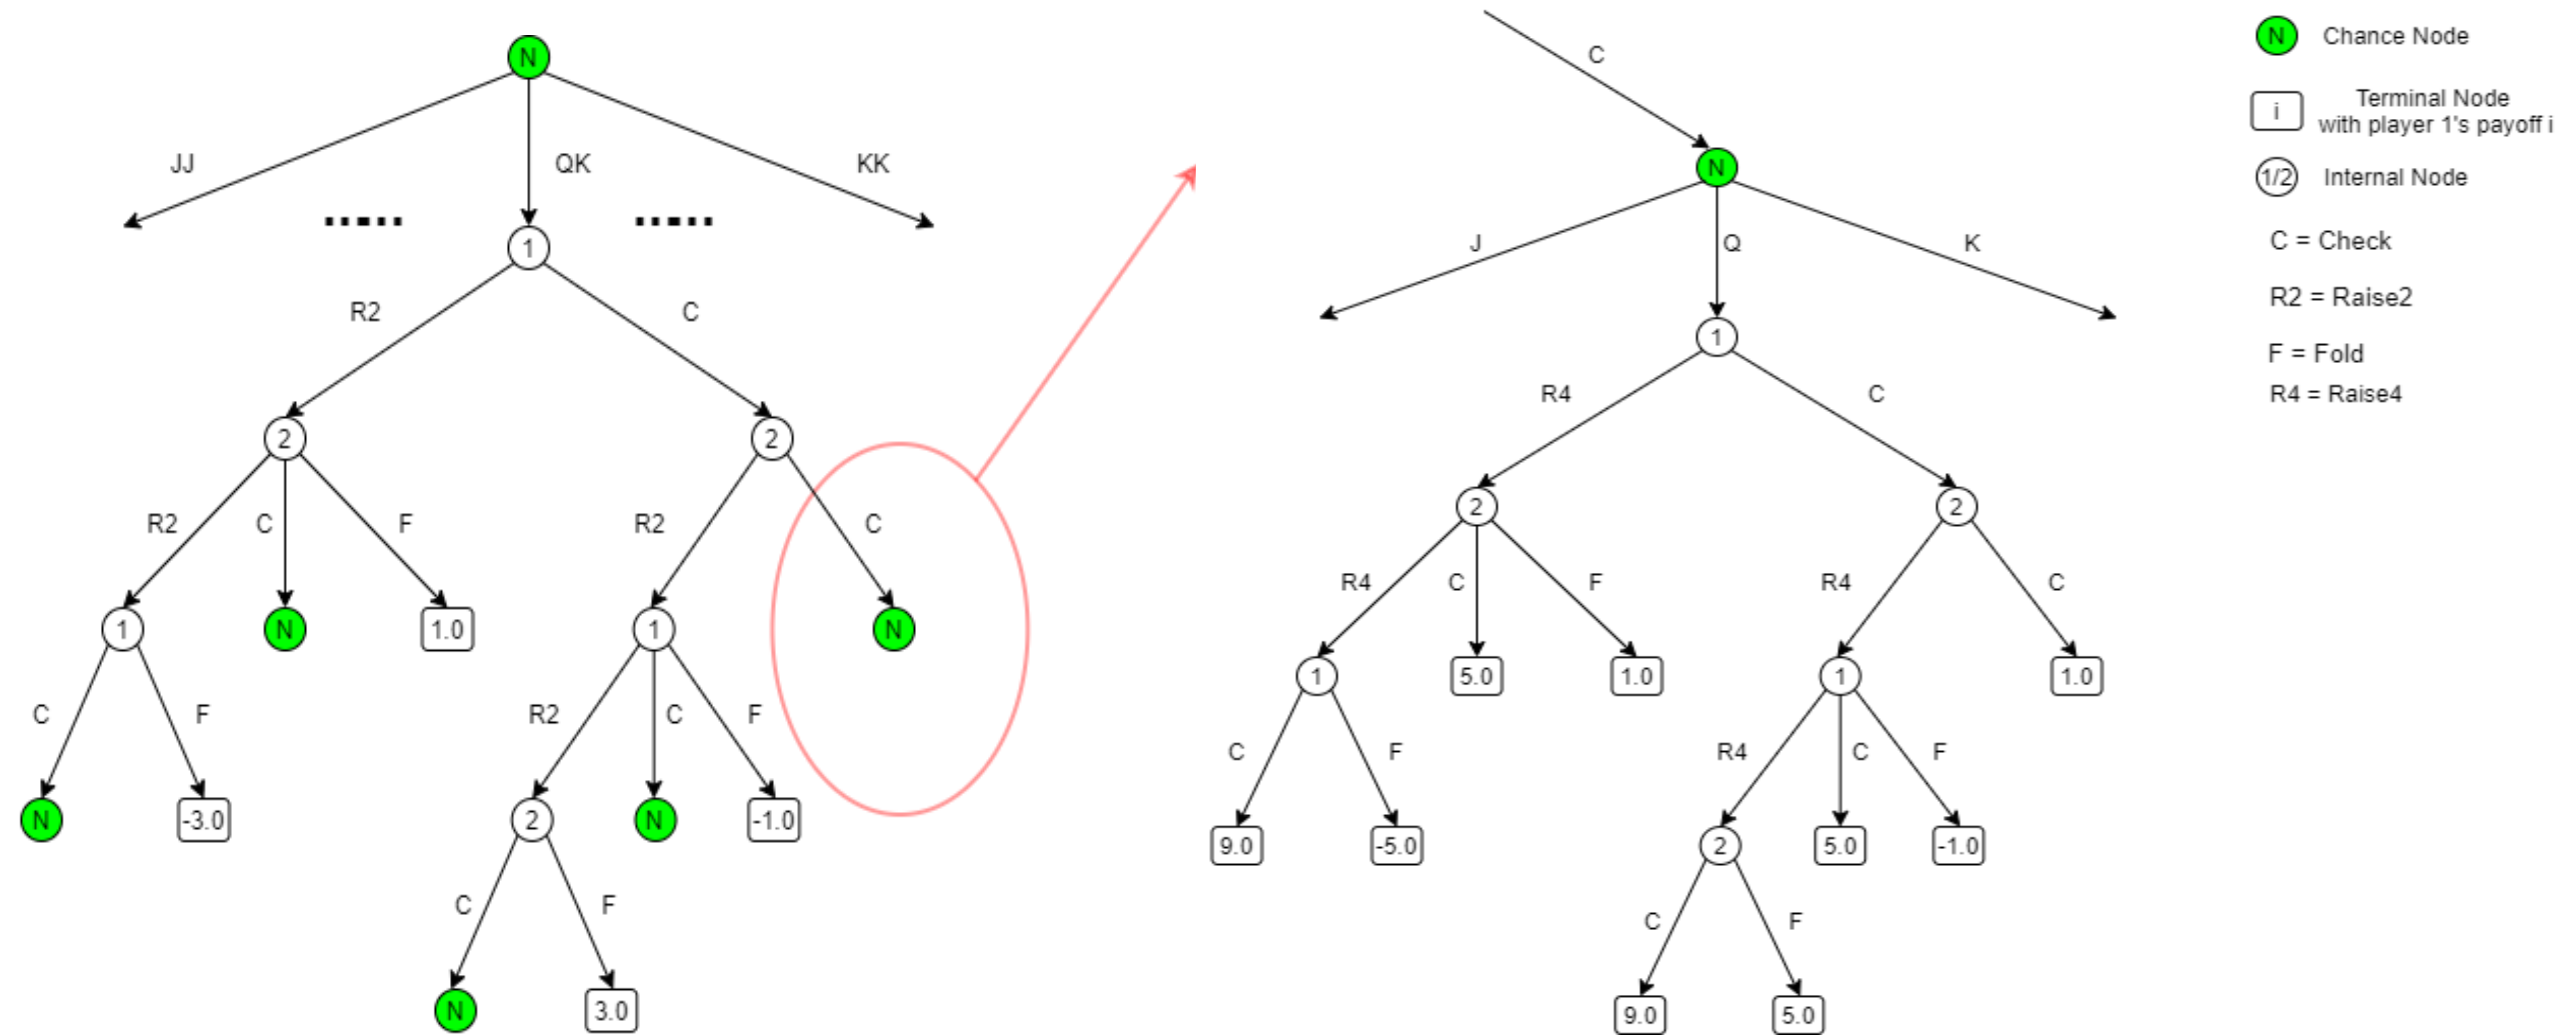 N
JJ
QK
KK
1
R2
C
2
2
R2
C
F
R2
C
1
N
1.0
1
N
C
F
R2
C
F
N
-3.0
2
N
-1.0
C
F
N
3.0
C
N
J
Q
K
1
R4
C
2
2
R4
C
F
R4
C
1
5.0
1.0
1
1.0
C
F
R4
C
F
9.0
-5.0
2
5.0
-1.0
C
F
9.0
5.0
N
Chance Node
i
Terminal Node
with player 1's payoff i
1/2
Internal Node
C = Check
R2 = Raise2
F = Fold
R4 = Raise4